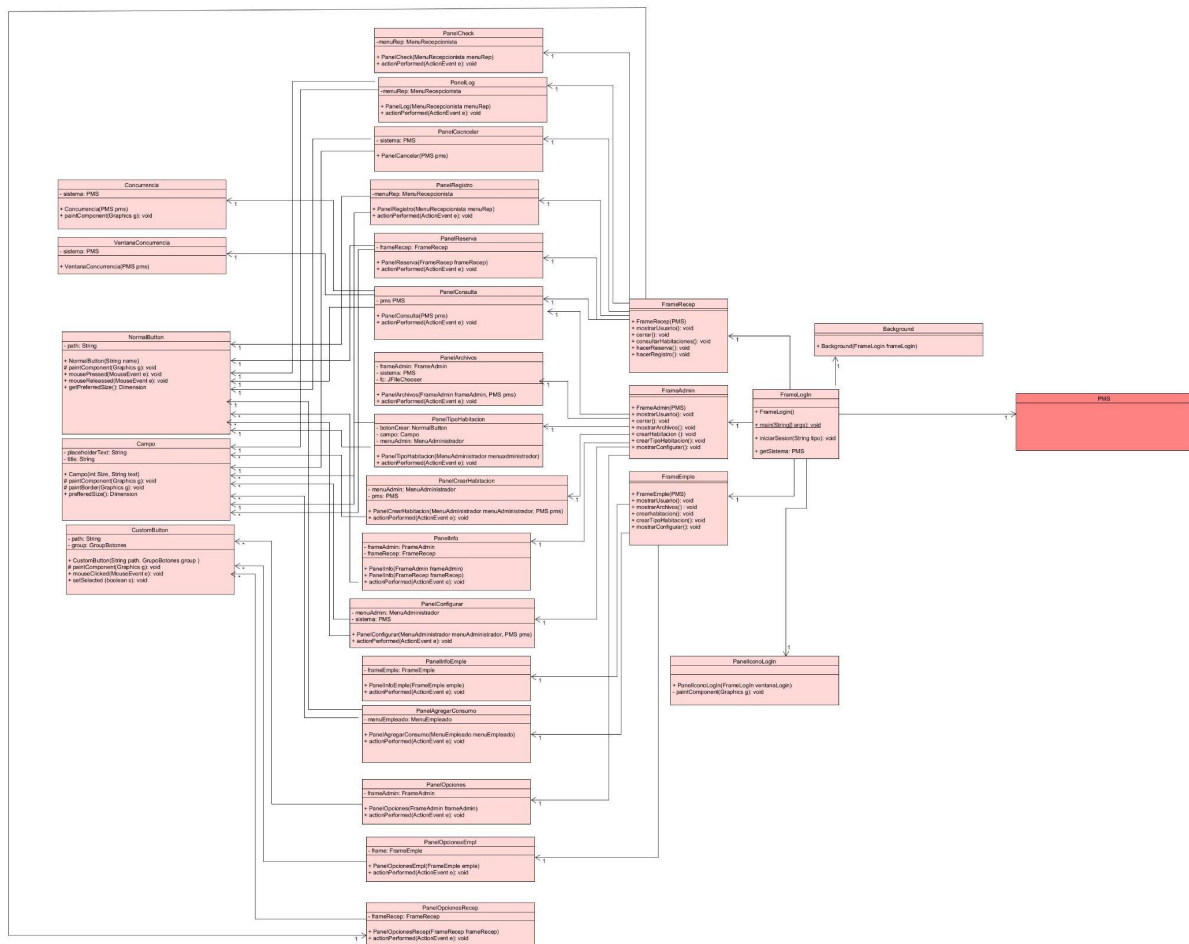 PanelCheck
-menuRep: MenuRecepcionista
+ PanelCheck(MenuRecepcionista menuRep)
+ actionPerformed(ActionEvent e): void
PanelLog
-menuRep: MenuRecepcionista
+ PanelLog(MenuRecepcionista menuRep)
+ actionPerformed(ActionEvent e): void
PanelCacncelar
- sistema: PMS
+ PanelCancelar(PMS pms)
Concurrencia
- sistema: PMS
+ Concurrencia(PMS pms)
+ paintComponent(Graphics g): void
PanelRegistro
-menuRep: MenuRecepcionista
+ PanelRegistro(MenuRecepcionista menuRep)
+ actionPerformed(ActionEvent e): void
VentanaConcurrencia
- sistema: PMS
+ VentanaConcurrencia(PMS pms)
PanelReserva
- frameRecep: FrameRecep
+ PanelReserva(FrameRecep frameRecep)
+ actionPerformed(ActionEvent e): void
PanelConsulta
- pms PMS
+ PanelConsulta(PMS pms)
+ actionPerformed(ActionEvent e): void
FrameRecep
+ FrameRecep(PMS)
+ mostrarUsuario(): void
+ cerrar(): void
+ consultarHabitaciones(): void
+ hacerReserva(): void
+ hacerRegistro(): void
Background
+ Background(FrameLogin frameLogin)
NormalButton
- path: String
+ NormalButton(String name)
# paintComponent(Graphics g): void
+ mousePressed(MouseEvent e): void
+ mouseReleassed(MouseEvent e): void
+ getPreferredSize(): Dimension
PanelArchivos
- frameAdmin: FrameAdmin
- sistema: PMS
- fc: JFileChooser
+ PanelArchivos(FrameAdmin frameAdmin, PMS pms)
+ actionPerformed(ActionEvent e): void
FrameAdmin
+ FrameAdmin(PMS)
+ mostrarUsuario(): void
+ cerrar(): void
+ mostrarArchivos(): void
+ crearHabitacion (): void
+ crearTipoHabitacion(): void
+ mostrarConfigurar(): void
FrameLogIn
+ FrameLogin()
+ main(String[] args): void
+ iniciarSesion(String tipo): void
+ getSistema: PMS
PMS
PanelTipoHabitacion
- botonCrear: NormalButton
- campo: Campo
- menuAdmin: MenuAdministrador
+ PanelTipoHabitacion(MenuAdministrador menuadministrador)
+ actionPerformed(ActionEvent e): void
Campo
- placeholderText: String
- title: String
+ Campo(int Size, String text)
# paintComponent(Graphics g): void
# paintBorder(Graphics g): void
+ prefferedSize(): Dimension
PanelCrearHabitacion
- menuAdmin: MenuAdministrador
- pms: PMS
+ PanelCrearHabitacion(MenuAdministrador menuAdministrador, PMS pms)
+ actionPerformed(ActionEvent e): void
FrameEmple
+ FrameEmple(PMS)
+ mostrarUsuario(): void
+ mostrarArchivos(): void
+ crearhabitacion(): void
+ crearTipoHabitacion(): void
+ mostrarConfigurar(): void
CustomButton
- path: String
- group: GroupBotones
+ CustomButton(String path, GrupoBotones group )
# paintComponent(Graphics g): void
+ mouseClicked(MouseEvent e): void
+ setSelected (boolean s): void
PanelInfo
- frameAdmin: FrameAdmin
- frameRecep: FrameRecep
+ PanelInfo(FrameAdmin frameAdmin)
+ PanelInfo(FrameRecep frameRecep)
+ actionPerformed(ActionEvent e): void
PanelConfigurar
- menuAdmin: MenuAdministrador
- sistema: PMS
+ PanelConfigurar(MenuAdministrador menuAdministrador, PMS pms)
+ actionPerformed(ActionEvent e): void
PanelInfoEmple
- frameEmple: FrameEmple
+ PanelInfoEmple(FrameEmple emple)
+ actionPerformed(ActionEvent e): void
PanelIconoLogIn
+ PanelIconoLogIn(FrameLogIn ventanaLogin)
- paintComponent(Graphics g): void
PanelAgregarConsumo
- menuEmpleado: MenuEmpleado
+ PanelAgregarConsumo(MenuEmpleado menuEmpleado)
+ actionPerformed(ActionEvent e): void
PanelOpciones
- frameAdmin: FrameAdmin
+ PanelOpciones(FrameAdmin frameAdmin)
+ actionPerformed(ActionEvent e): void
PanelOpcionesEmpl
- frame: FrameEmple
+ PanelOpcionesEmpl(FrameEmple emple)
+ actionPerformed(ActionEvent e): void
PanelOpcionesRecep
- frameRecep: FrameRecep
+ PanelOpcionesRecep(FrameRecep frameRecep)
+ actionPerformed(ActionEvent e): void